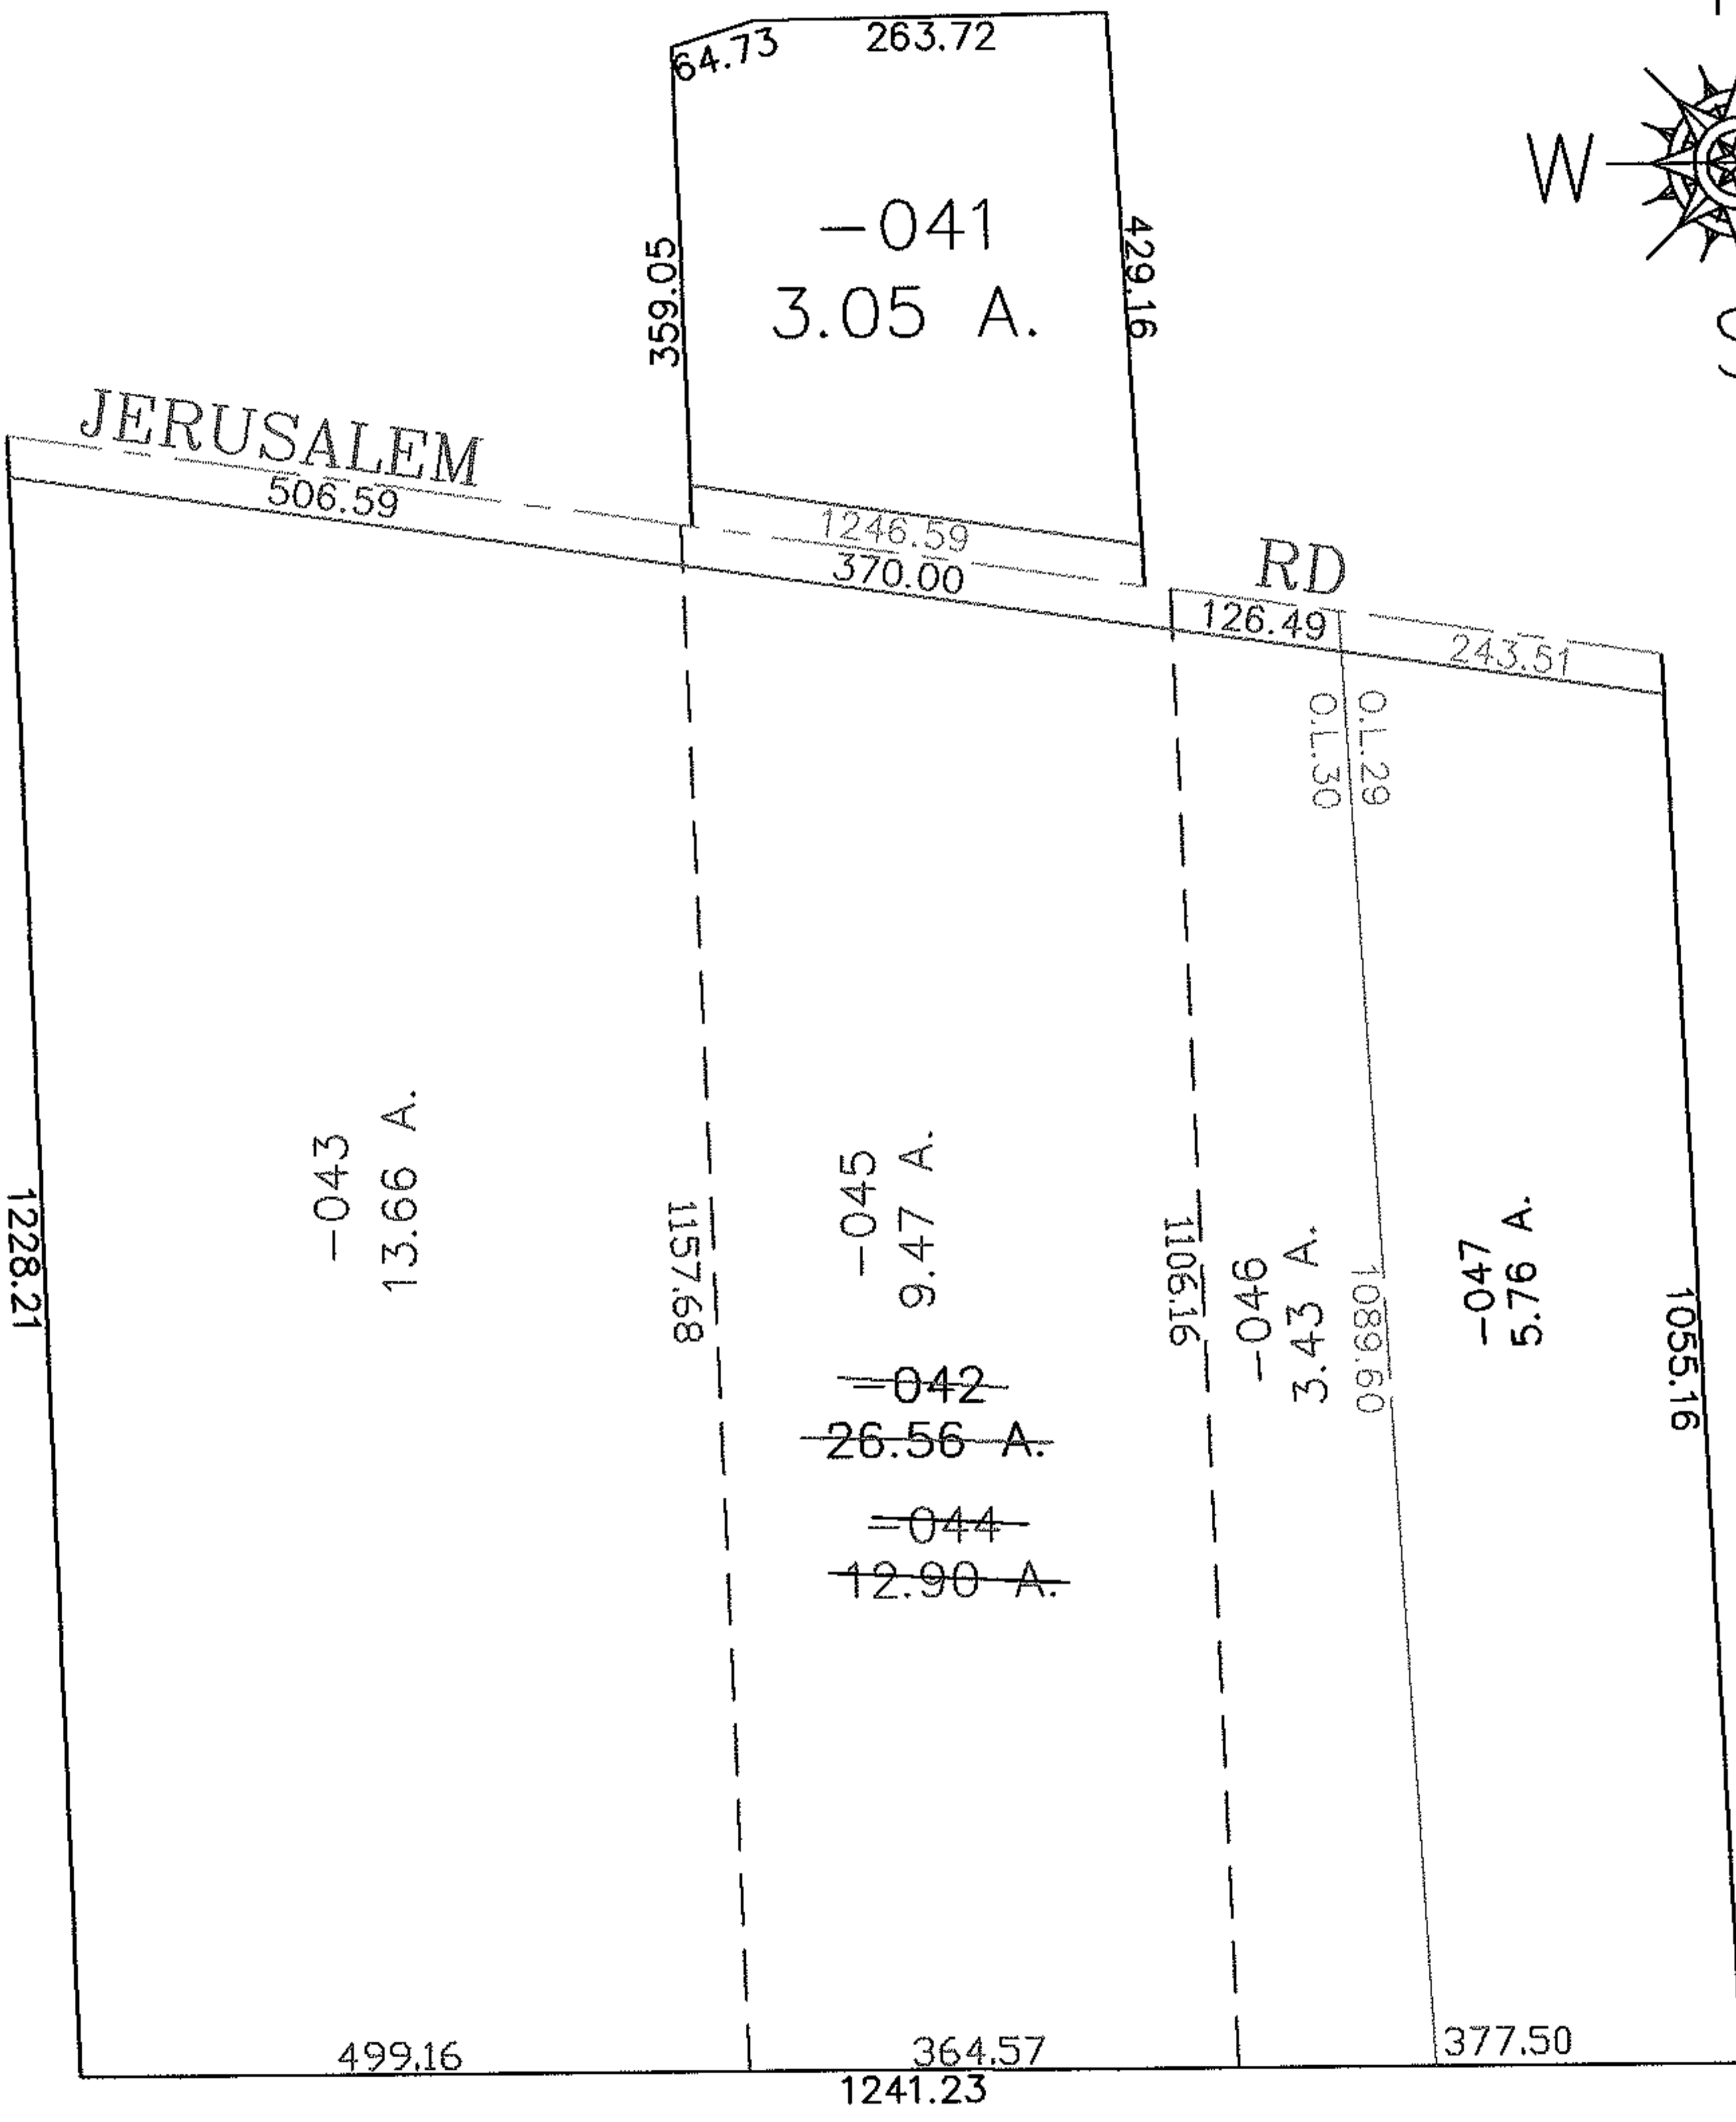 64.73
263.72
W
-041
3.05 A.
359.05
429.16
JERUSALEM
506.59
1246.59
370.00
RD
126.49
243.51
O.L.29
O.L.30
-043
13.66 A.
-045
9.47 A.
-046
3.43 A.
-047
5.76 A.
1228.21
1157.68
1106.16
1089.60
1055.16
-042
26.56 A.
-044
12.90 A.
499.16
364.57
377.50
1241.23